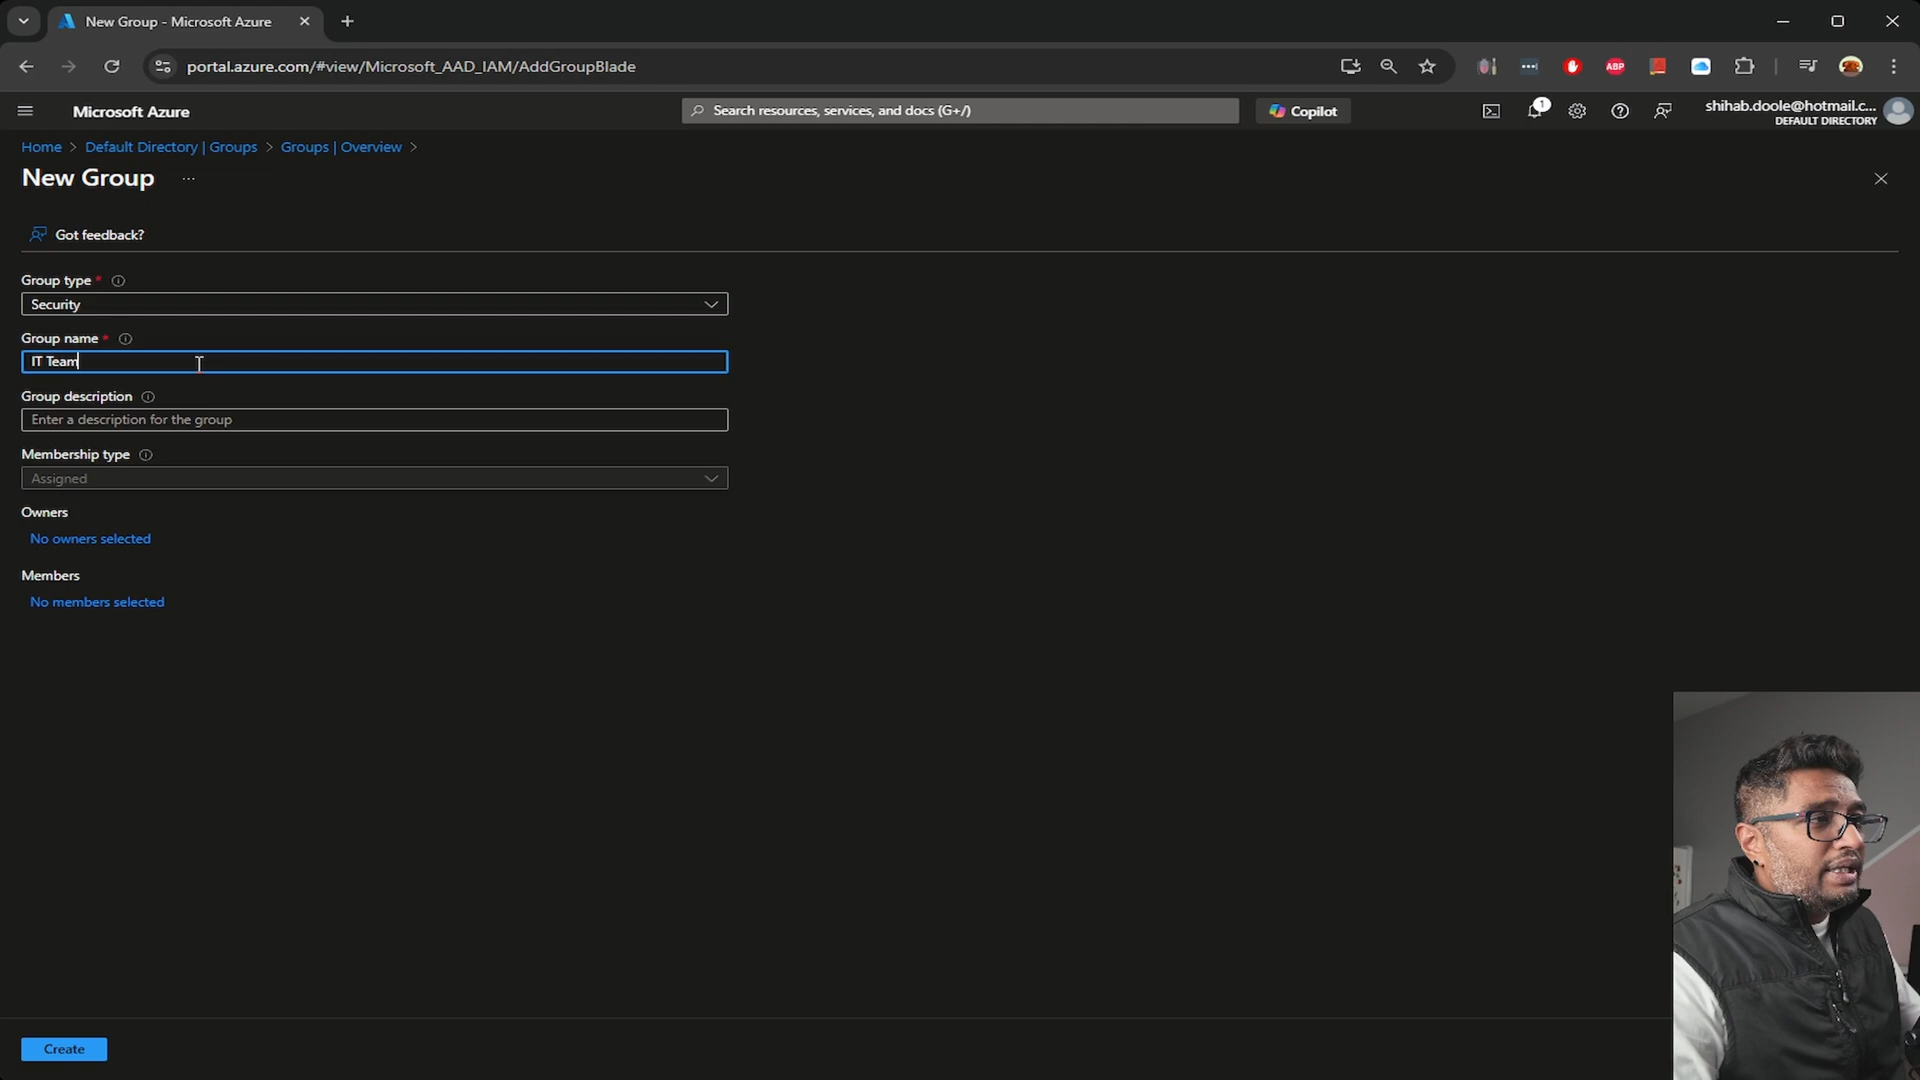 New Group - Microsoft Azure
portal.azure.com/#view/Microsoft_AAD_IAM/AddGroupBlade
ABP
Microsoft Azure
Search resources, services, and docs (G+/)
Copilot
1
shihab.doole@hotmail.c...
DEFAULT DIRECTORY
Home > Default Directory | Groups > Groups | Overview >
New Group ...
Got feedback?
Group type *
Security
Group name *
IT Team
Group description
Enter a description for the group
Membership type
Assigned
Owners
No owners selected
Members
No members selected
Create